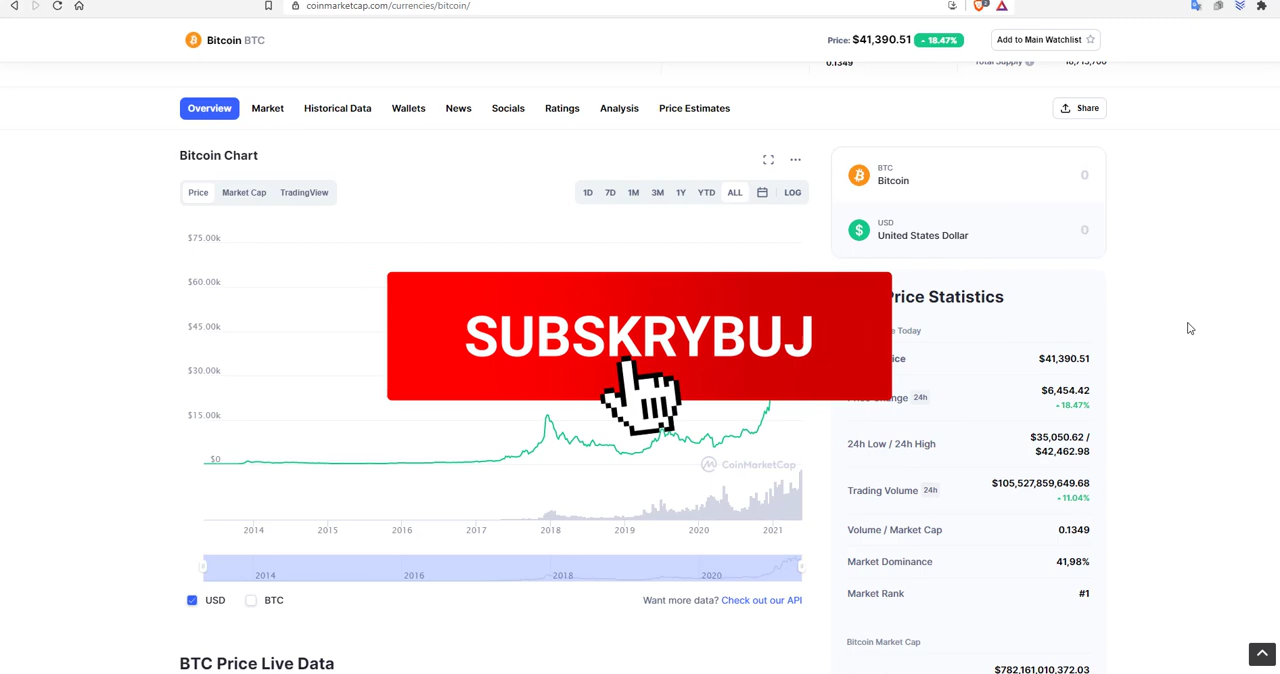 coinmarketcap.com/currencies/bitcoin/
Bitcoin BTC
Price: $41,390.51 18.47%
Add to Main Watchlist
0.1349
Overview Market Historical Data Wallets News Socials Ratings Analysis Price Estimates
Share
Bitcoin Chart
Price Market Cap TradingView
1D 7D 1M 3M 1Y YTD ALL LOG
$75.00k
$60.00k
$45.00k
$30.00k
$15.00k
$0
SUBSKRYBUJ
CoinMarketCap
2014 2015 2016 2017 2018 2019 2020 2021
2014 2016 2018 2020
USD BTC
Want more data? Check out our API
BTC Price Live Data
BTC
Bitcoin 0
USD
United States Dollar 0
Price Statistics
Today
$41,390.51
24h $6,454.42
18.47%
24h Low / 24h High $35,050.62 /
$42,462.98
Trading Volume 24h $105,527,859,649.68
11.04%
Volume / Market Cap 0.1349
Market Dominance 41,98%
Market Rank #1
Bitcoin Market Cap
$782,161,010,372.03